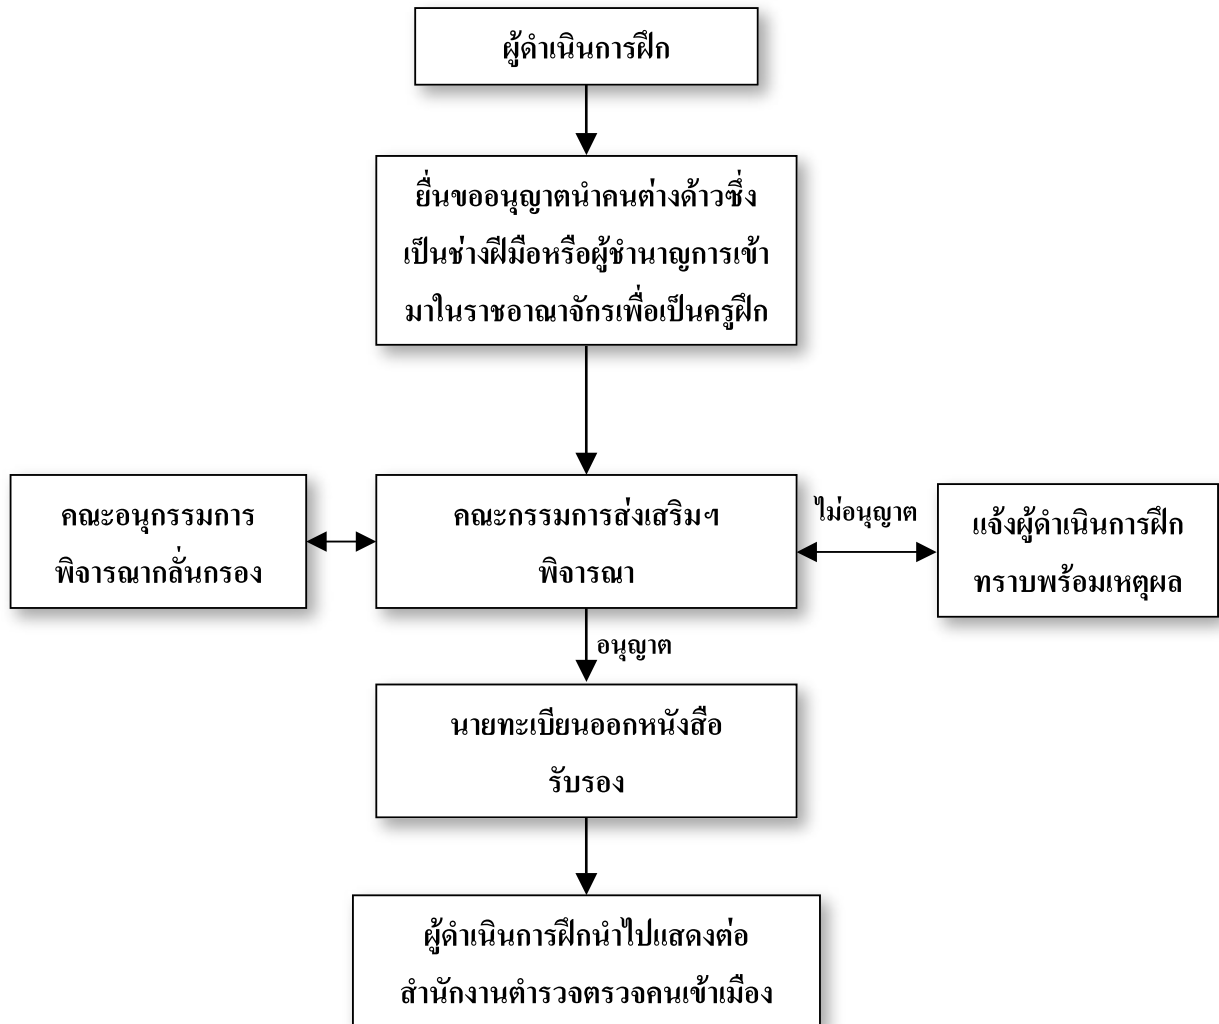 ผู้ดำเนินการฝึก
ยื่นขออนุญาตนำคนต่างด้าวซึ่ง
เป็นช่างฝีมือหรือผู้ชำนาญการเข้า
มาในราชอาณาจักรเพื่อเป็นครูฝึก
คณะอนุกรรมการ
พิจารณากลั่นกรอง
คณะกรรมการส่งเสริมฯ
พิจารณา
ไม่อนุญาต
แจ้งผู้ดำเนินการฝึก
ทราบพร้อมเหตุผล
อนุญาต
นายทะเบียนออกหนังสือ
รับรอง
ผู้ดำเนินการฝึกนำไปแสดงต่อ
สำนักงานตำรวจตรวจคนเข้าเมือง